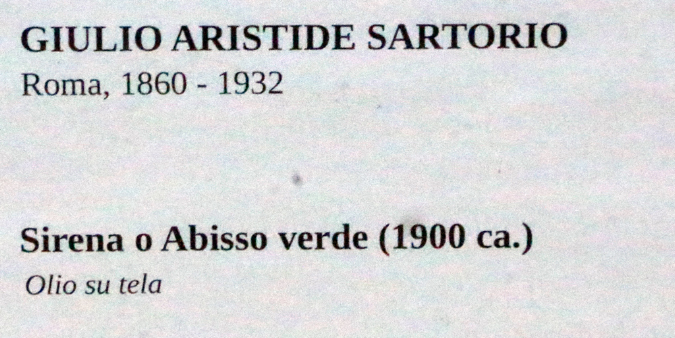 GIULIO ARISTIDE SARTORIO
Roma, 1860 - 1932
Sirena o Abisso verde (1900 ca.)
Olio su tela